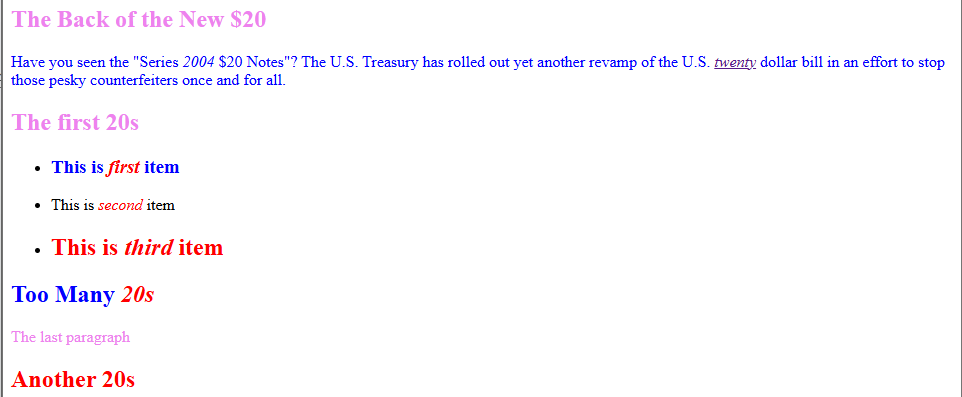 The Back of the New $20
Have you seen the "Series 2004 $20 Notes"? The U.S. Treasury has rolled out yet another revamp of the U.S. twenty dollar bill in an effort to stop
those pesky counterfeiters once and for all.
The first 20s
• This is first item
• This is second item
• This is third item
Too Many 20s
The last paragraph
Another 20s